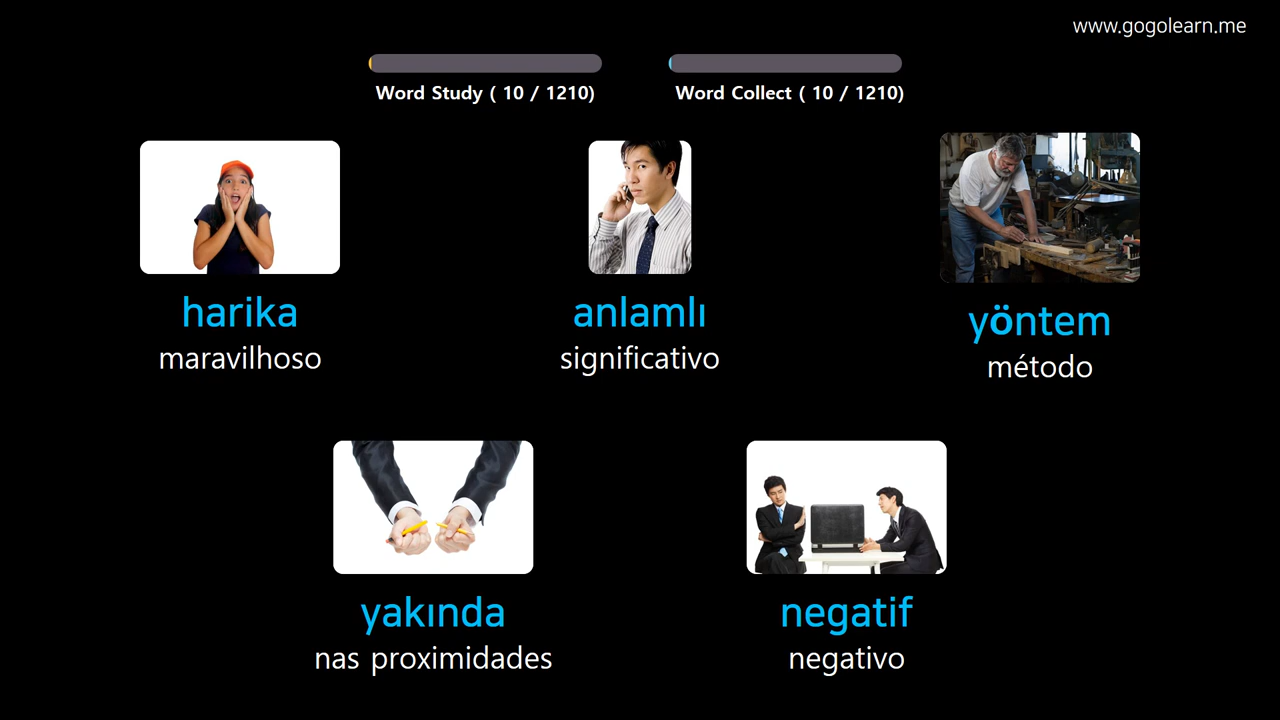 www.gogolearn.me
Word Study ( 10 / 1210)
Word Collect ( 10 / 1210)
harika
maravilhoso
anlamlı
significativo
yöntem
método
yakında
nas proximidades
negatif
negativo